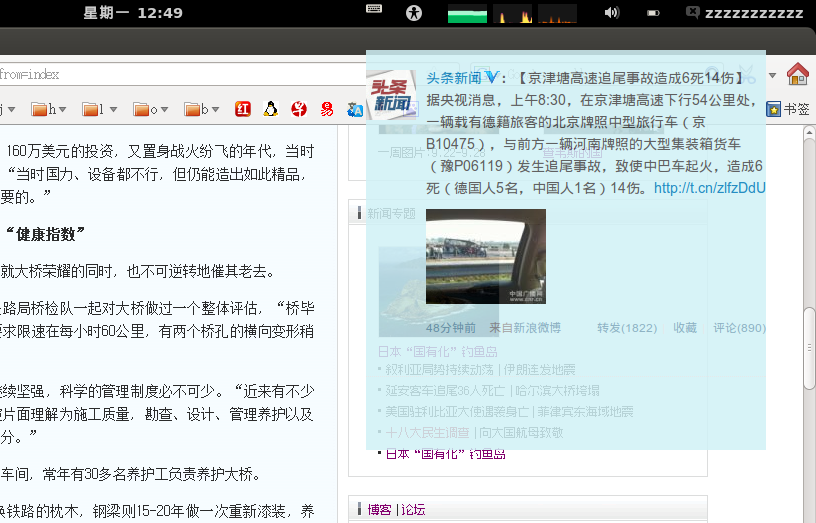 星期一 12:49
zzzzzzzzzzz
from=index
h
l
o
b
书签
160万美元的投资，又置身战火纷飞的年代，当时
“当时国力、设备都不行，但仍能造出如此精品，
要的。”
“健康指数”
就大桥荣耀的同时，也不可逆转地催其老去。
路局桥检队一起对大桥做过一个整体评估，“桥毕
要求限速在每小时60公里，有两个桥孔的横向变形稍
续坚强，科学的管理制度必不可少。“近来有不少
片面理解为施工质量，勘查、设计、管理养护以及
分。”
车间，常年有30多名养护工负责养护大桥。
换铁路的枕木，钢梁则15-20年做一次重新漆装，养
头条新闻
头条新闻：【京津塘高速追尾事故造成6死14伤】
据央视消息，上午8:30，在京津塘高速下行54公里处，
一辆载有德籍旅客的北京牌照中型旅行车（京
B10475），与前方一辆河南牌照的大型集装箱货车
（豫P06119）发生追尾事故，致使中巴车起火，造成6
死（德国人5名，中国人1名）14伤。http://t.cn/zlfzDdU
中国广播网
www.cnr.cn
48分钟前 来自新浪微博 转发(1822) 收藏 评论(890)
一周图片：9.22-9.28
新闻专题
日本“国有化”钓鱼岛
叙利亚局势持续动荡 | 伊朗连发地震
延安客车追尾36人死亡 | 哈尔滨大桥垮塌
美国驻利比亚大使遇袭身亡 | 菲律宾东海域地震
十八大民生调查 | 向大国航母致敬
日本“国有化”钓鱼岛
博客 | 论坛